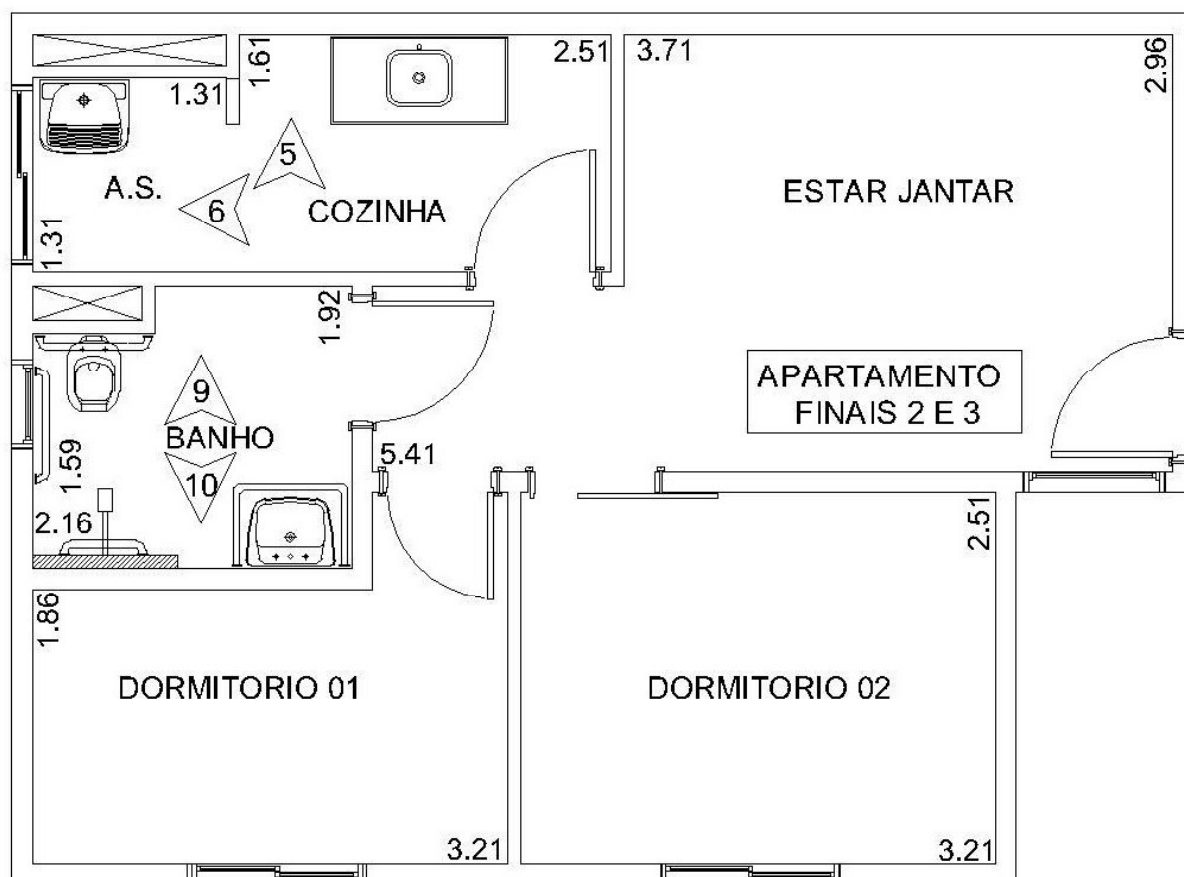 1.61
2.51
3.71
2.96
1.31
5
A.S.
6
COZINHA
ESTAR JANTAR
1.31
1.92
APARTAMENTO
FINAIS 2 E 3
9
BANHO
5.41
1.59
10
2.16
2.51
1.86
DORMITORIO 01
DORMITORIO 02
3.21
3.21